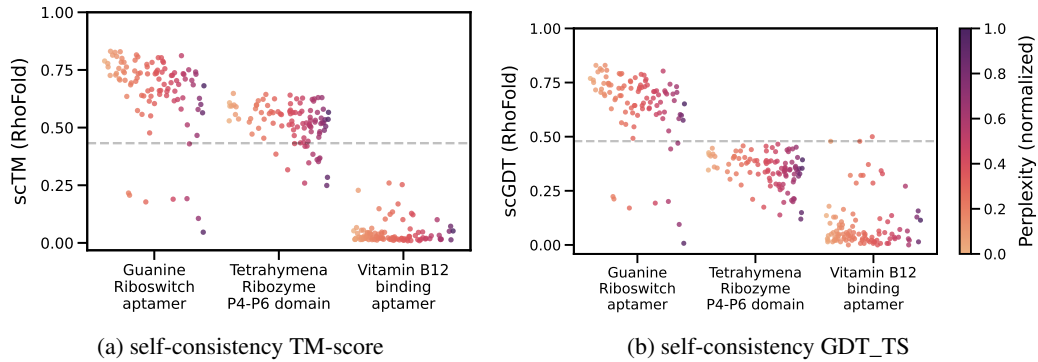 1.00
0.75
0.50
0.25
0.00
scTM (RhoFold)
Guanine
Riboswitch
aptamer
Tetrahymena
Ribozyme
P4-P6 domain
Vitamin B12
binding
aptamer
(a) self-consistency TM-score
1.00
0.75
0.50
0.25
0.00
scGDT (RhoFold)
Guanine
Riboswitch
aptamer
Tetrahymena
Ribozyme
P4-P6 domain
Vitamin B12
binding
aptamer
(b) self-consistency GDT_TS
1.0
0.8
0.6
0.4
0.2
0.0
Perplexity (normalized)